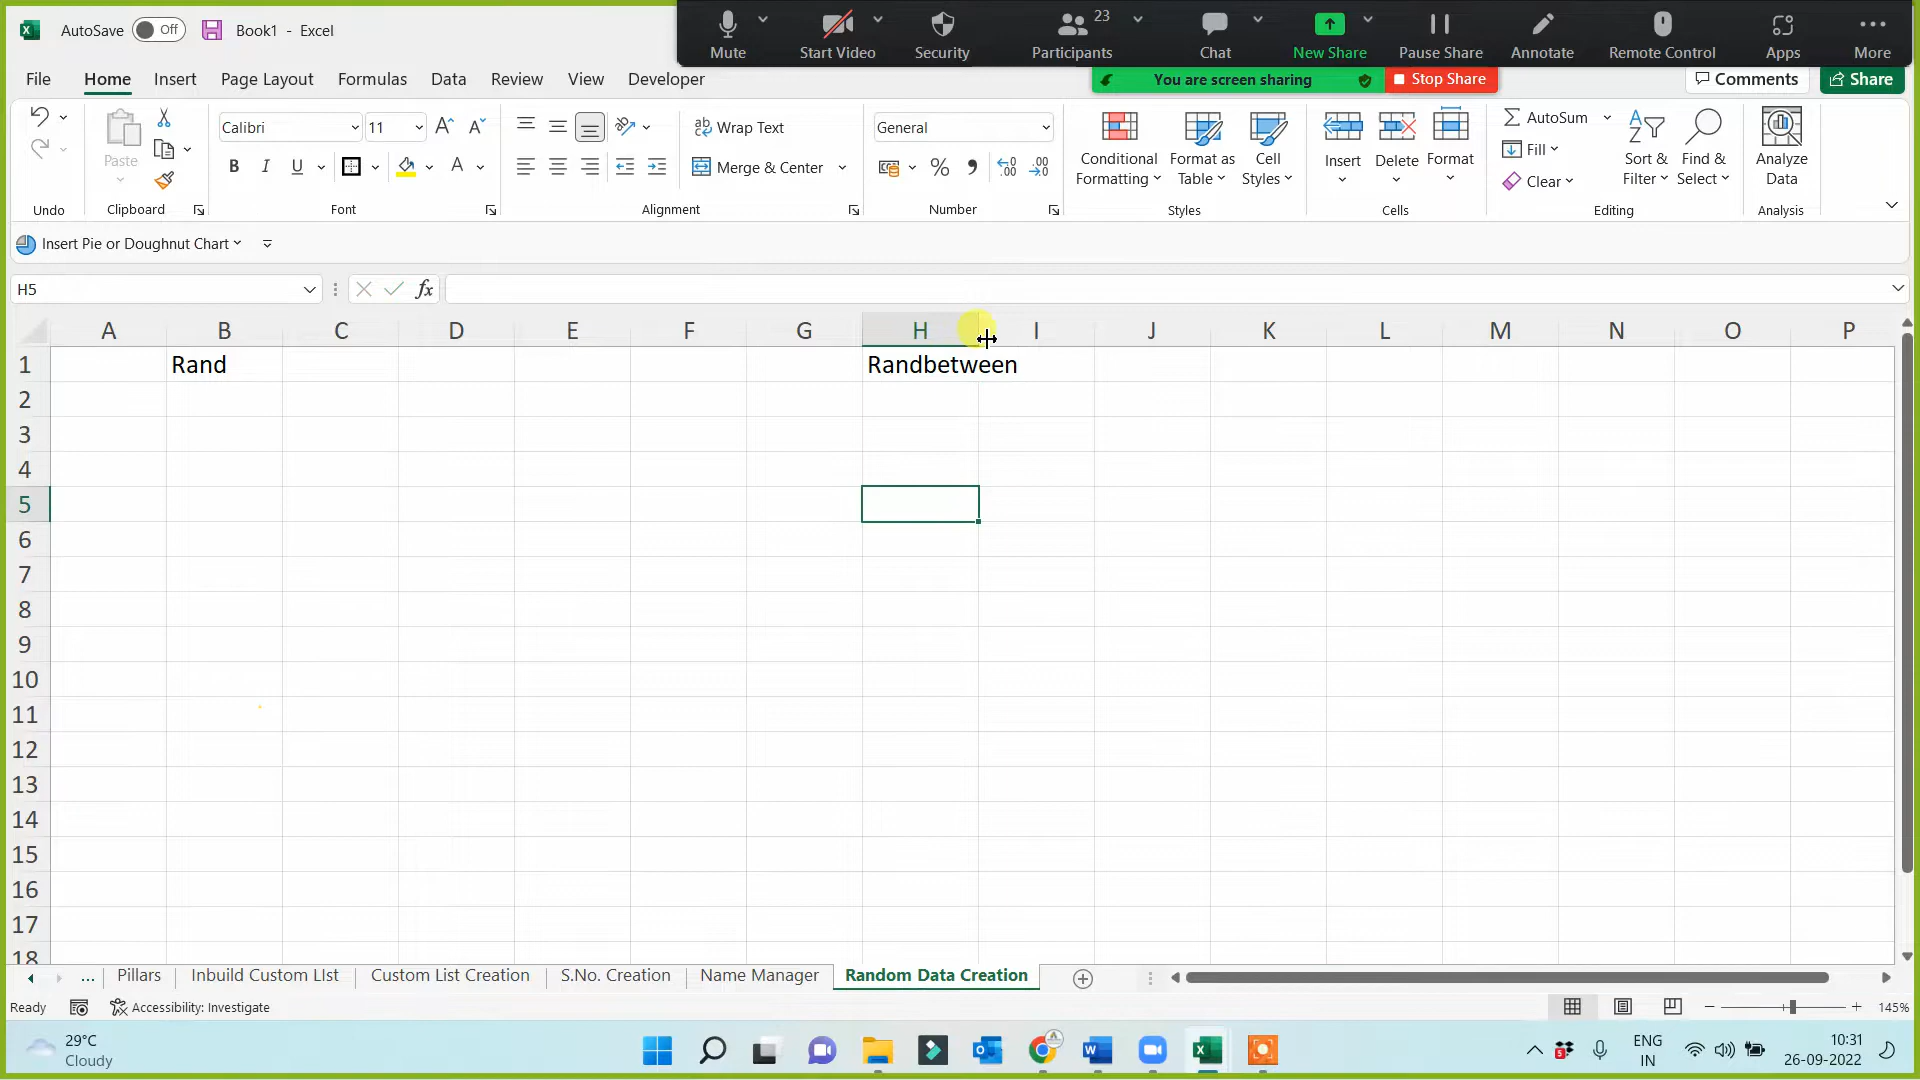 AutoSave Off Book1 - Excel
Mute Start Video Security Participants 23 Chat New Share Pause Share Annotate Remote Control Apps More
You are screen sharing Stop Share
File Home Insert Page Layout Formulas Data Review View Developer Comments Share
Paste Calibri 11 B I U A Wrap Text Merge & Center General
Conditional Formatting Format as Table Cell Styles Insert Delete Format
AutoSum Fill Clear Sort & Filter Find & Select Analyze Data
Undo Clipboard Font Alignment Number Styles Cells Editing Analysis
Insert Pie or Doughnut Chart
H5 fx
A B C D E F G H I J K L M N O P
1 Rand Randbetween
2
3
4
5
6
7
8
9
10
11
12
13
14
15
16
17
18
... Pillars Inbuild Custom LIst Custom List Creation S.No. Creation Name Manager Random Data Creation
Ready Accessibility: Investigate 145%
29°C
Cloudy
ENG
IN
10:31
26-09-2022